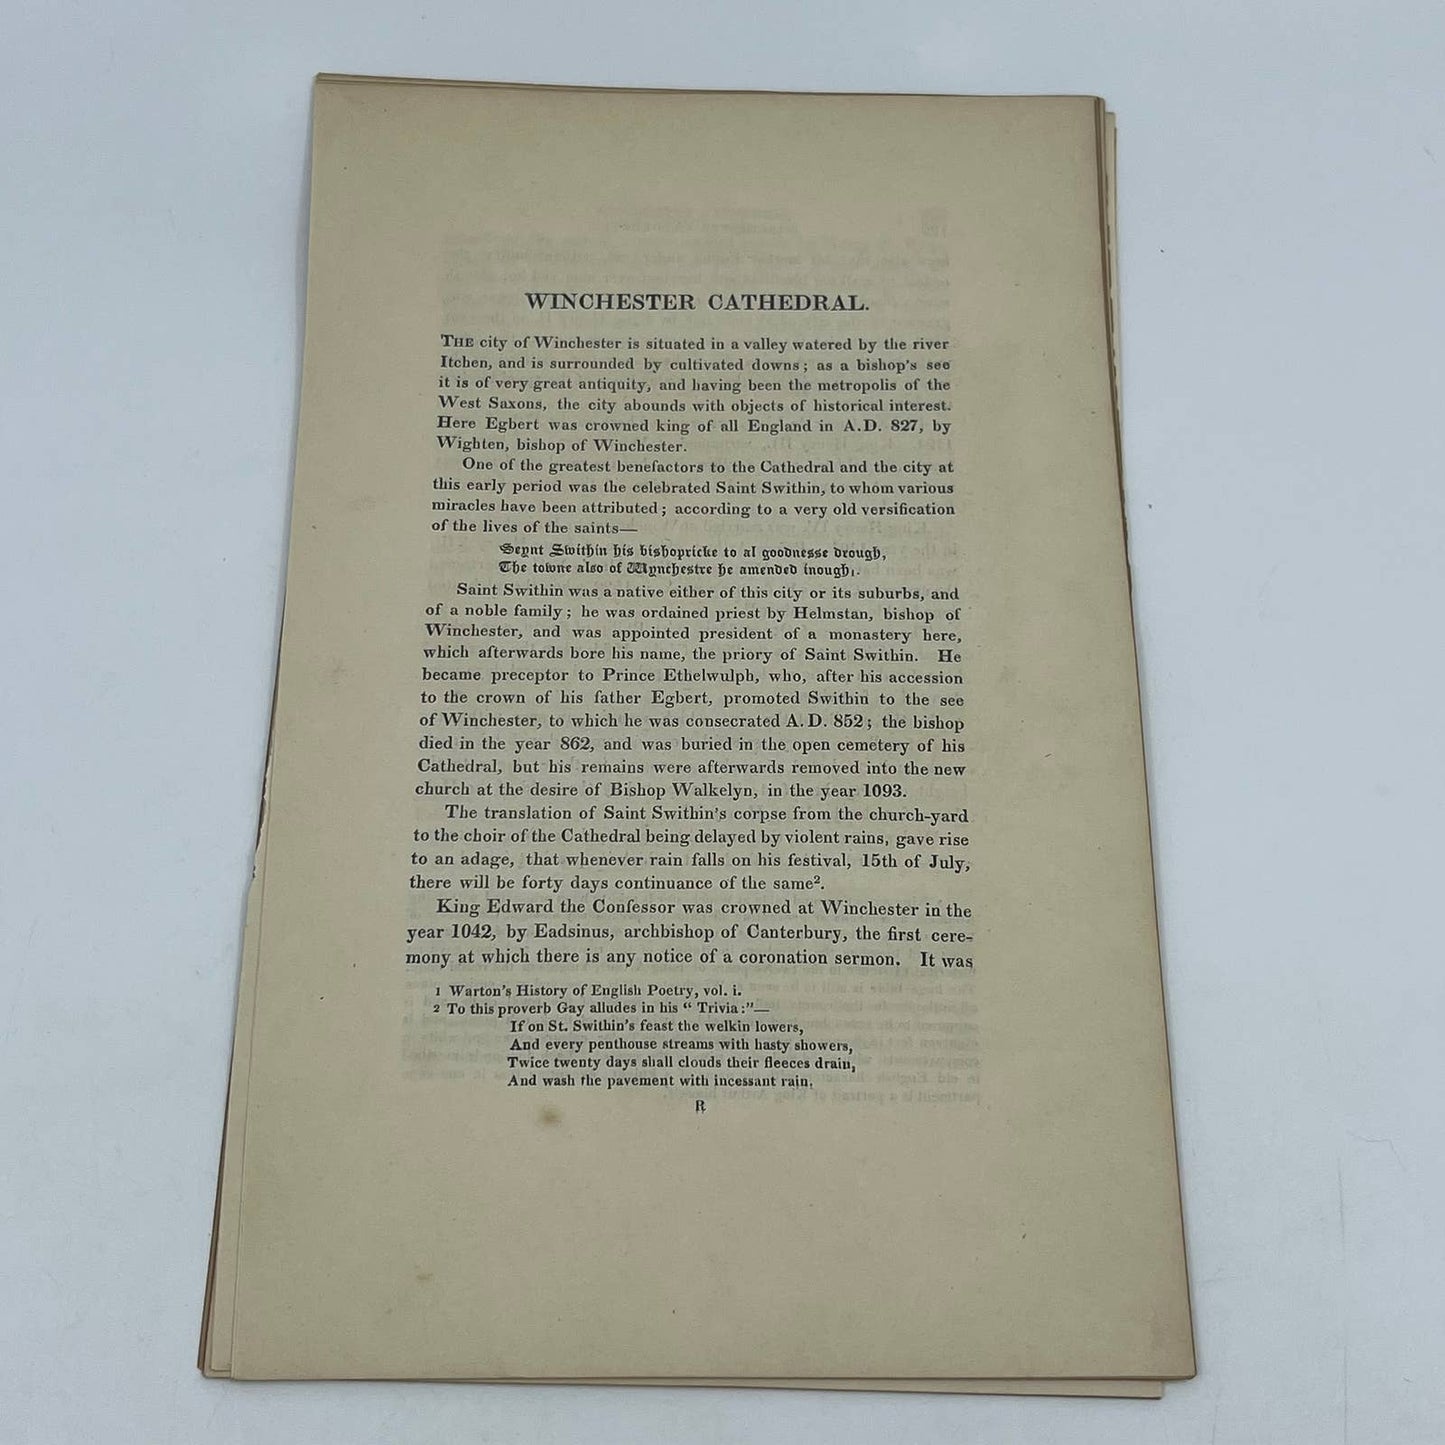 WINCHESTER CATHEDRAL.
THE city of Winchester is situated in a valley watered by the river
Itchen, and is surrounded by cultivated downs; as a bishop's see
it is of very great antiquity, and having been the metropolis of the
West Saxons, the city abounds with objects of historical interest.
Here Egbert was crowned king of all England in A.D. 827, by
Wighten, bishop of Winchester.
One of the greatest benefactors to the Cathedral and the city at
this early period was the celebrated Saint Swithin, to whom various
miracles have been attributed; according to a very old versification
of the lives of the saints—
Seynt Swithin his bishopricke to al goodnesse drough,
The towne also of Wynchestre he amended inough1.
Saint Swithin was a native either of this city or its suburbs, and
of a noble family; he was ordained priest by Helmstan, bishop of
Winchester, and was appointed president of a monastery here,
which afterwards bore his name, the priory of Saint Swithin. He
became preceptor to Prince Ethelwulph, who, after his accession
to the crown of his father Egbert, promoted Swithin to the see
of Winchester, to which he was consecrated A.D. 852; the bishop
died in the year 862, and was buried in the open cemetery of his
Cathedral, but his remains were afterwards removed into the new
church at the desire of Bishop Walkelyn, in the year 1093.
The translation of Saint Swithin's corpse from the church-yard
to the choir of the Cathedral being delayed by violent rains, gave rise
to an adage, that whenever rain falls on his festival, 15th of July,
there will be forty days continuance of the same².
King Edward the Confessor was crowned at Winchester in the
year 1042, by Eadsinus, archbishop of Canterbury, the first cere-
mony at which there is any notice of a coronation sermon. It was
1 Warton's History of English Poetry, vol. i.
2 To this proverb Gay alludes in his "Trivia:"—
If on St. Swithin's feast the welkin lowers,
And every penthouse streams with hasty showers,
Twice twenty days shall clouds their fleeces drain,
And wash the pavement with incessant rain.
R